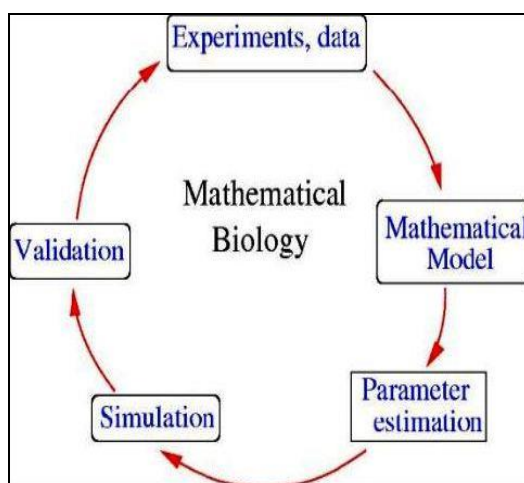 Experiments, data
Mathematical
Biology
Mathematical
Model
Validation
Parameter
estimation
Simulation